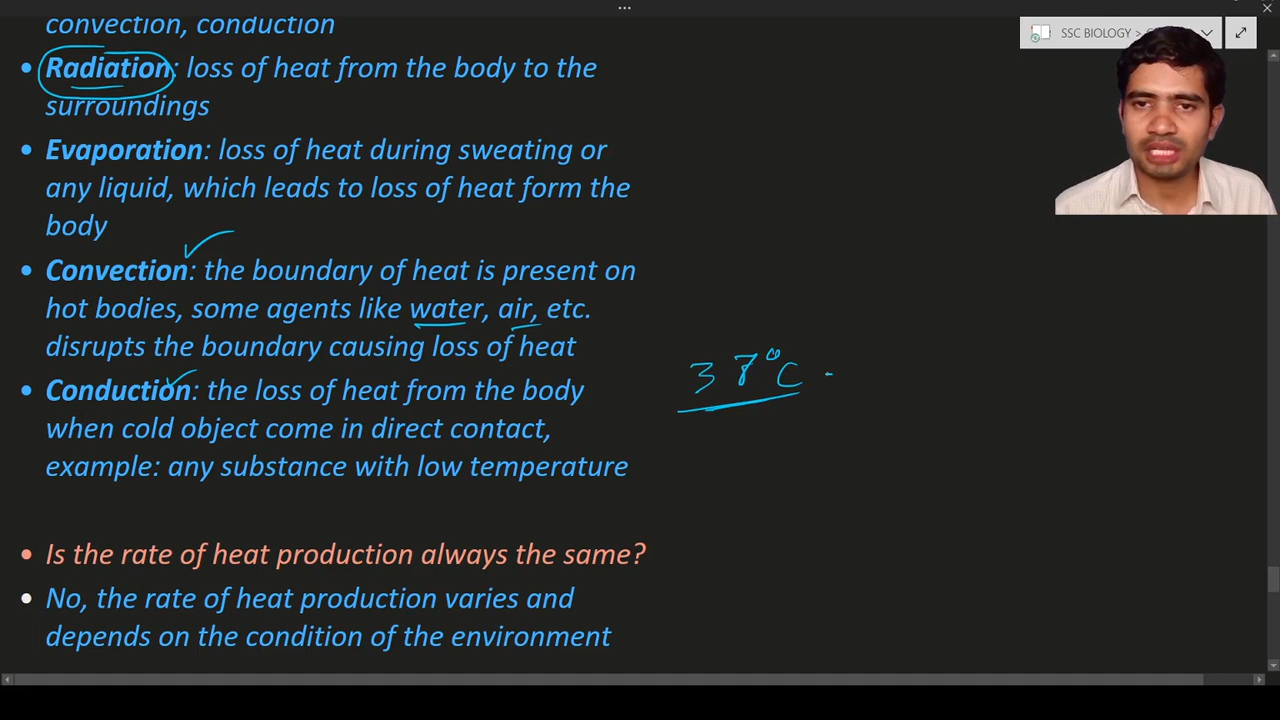 convection, conduction
SSC BIOLOGY >
• Radiation: loss of heat from the body to the
surroundings
• Evaporation: loss of heat during sweating or
any liquid, which leads to loss of heat form the
body
• Convection: the boundary of heat is present on
hot bodies, some agents like water, air, etc.
disrupts the boundary causing loss of heat
37°C -
• Conduction: the loss of heat from the body
when cold object come in direct contact,
example: any substance with low temperature
• Is the rate of heat production always the same?
• No, the rate of heat production varies and
depends on the condition of the environment